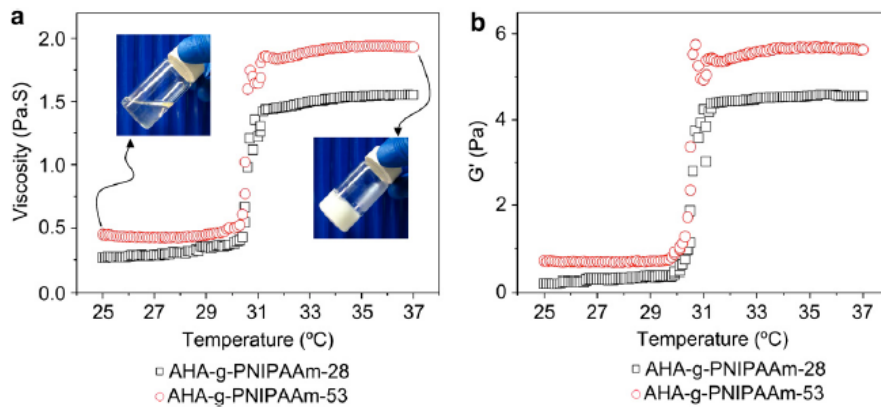 a
Viscosity (Pa.S)
2.0
1.5
1.0
0.5
0.0
25 27 29 31 33 35 37
Temperature (ºC)
□ AHA-g-PNIPAAm-28
○ AHA-g-PNIPAAm-53
b
G' (Pa)
6
4
2
0
25 27 29 31 33 35 37
Temperature (ºC)
□ AHA-g-PNIPAAm-28
○ AHA-g-PNIPAAm-53